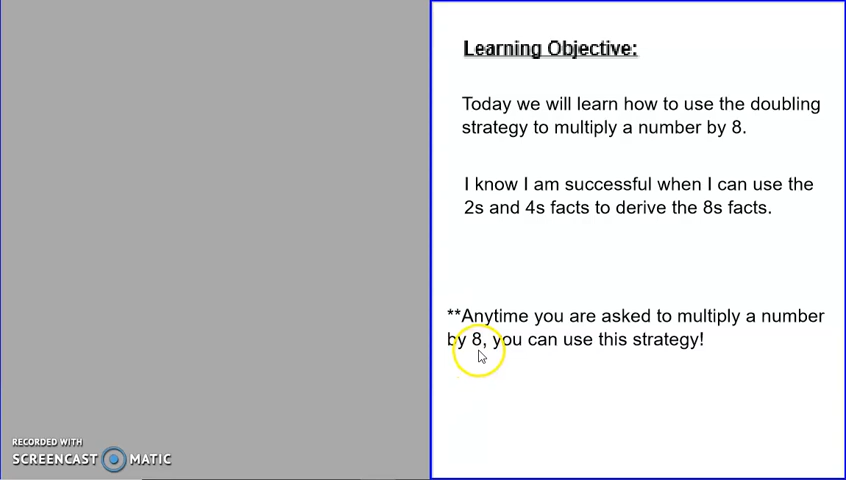 Learning Objective:
Today we will learn how to use the doubling
strategy to multiply a number by 8.
I know I am successful when I can use the
2s and 4s facts to derive the 8s facts.
**Anytime you are asked to multiply a number
by 8, you can use this strategy!
RECORDED WITH
SCREENCAST MATIC